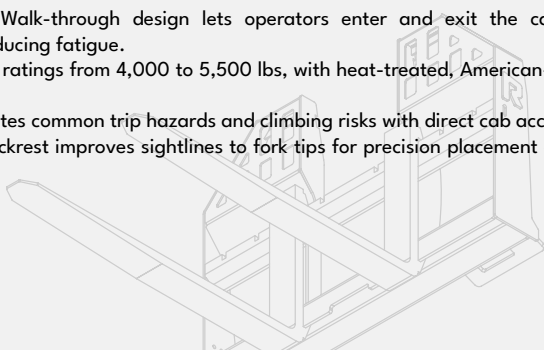 Walk-through design lets operators enter and exit the
ducing fatigue.
ratings from 4,000 to 5,500 lbs, with heat-treated, American-
tes common trip hazards and climbing risks with direct cab
ckrest improves sightlines to fork tips for precision placement